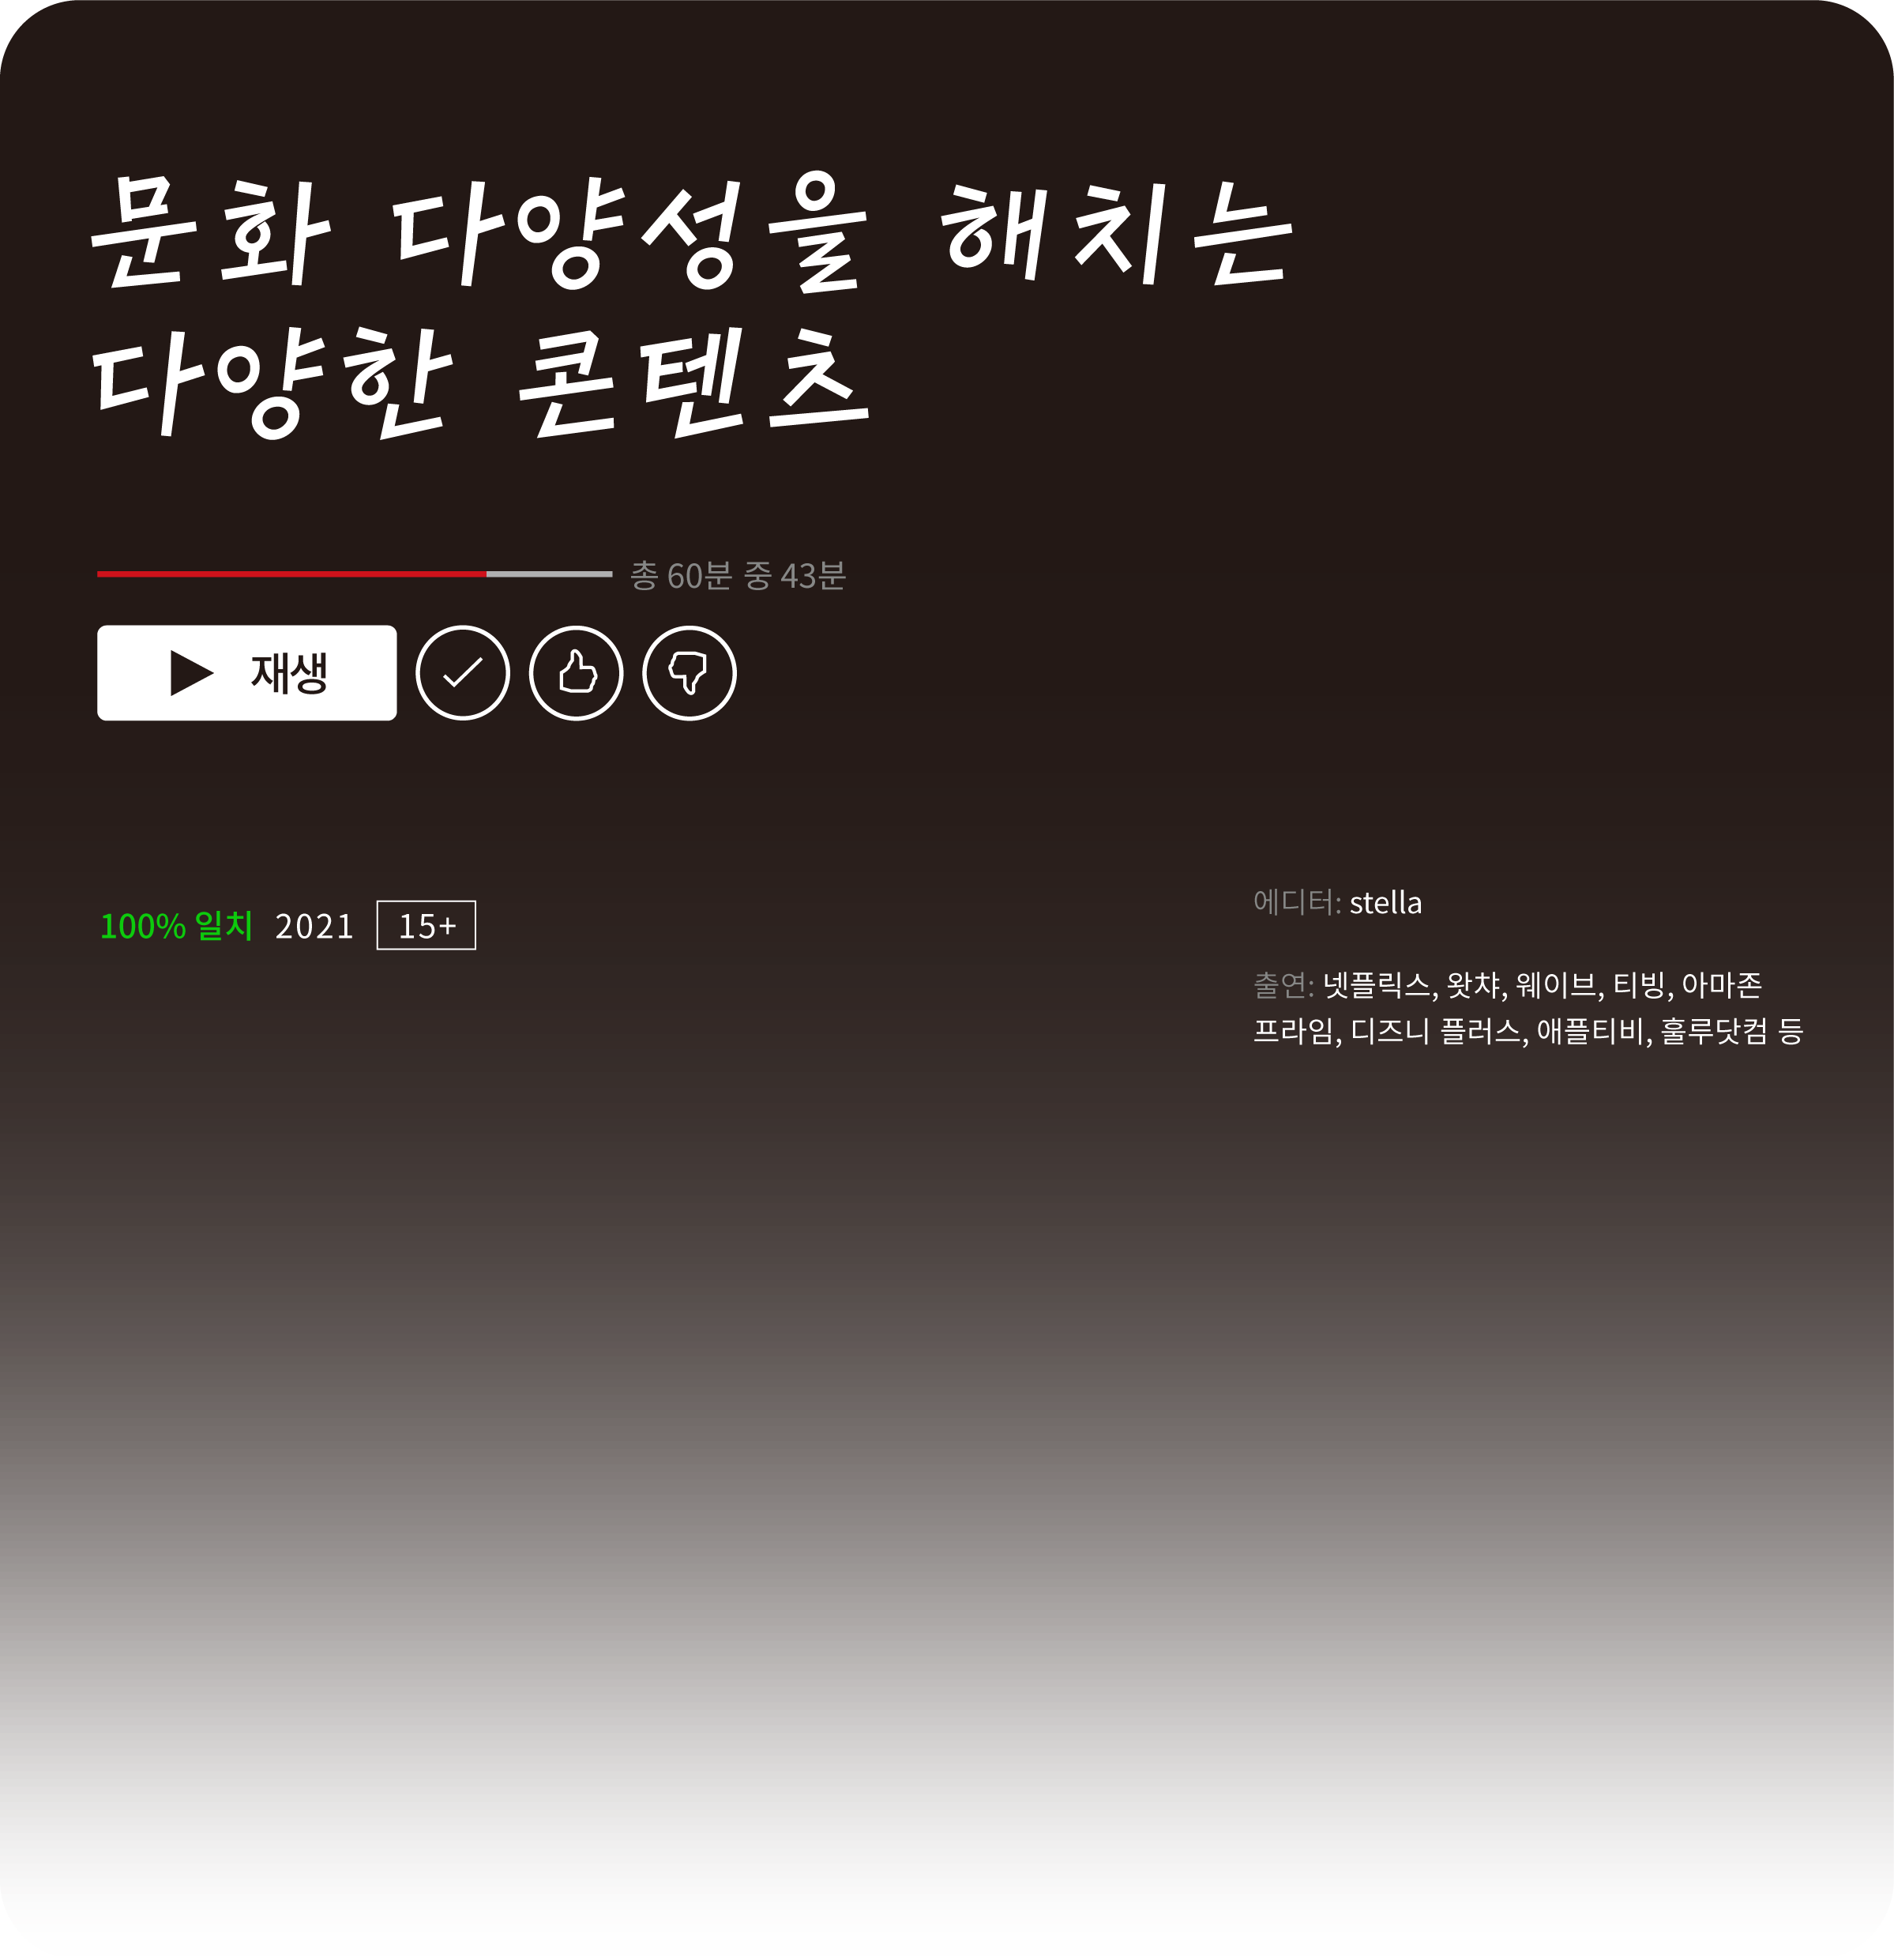 문화 다양성을 해치는
다양한 콘텐츠
총 60분 중 43분
재생
100% 일치 2021 15+
에디터: stella
출연: 넷플릭스, 왓챠, 웨이브, 티빙, 아마존
프라임, 디즈니 플러스, 애플티비, 훌루닷컴 등